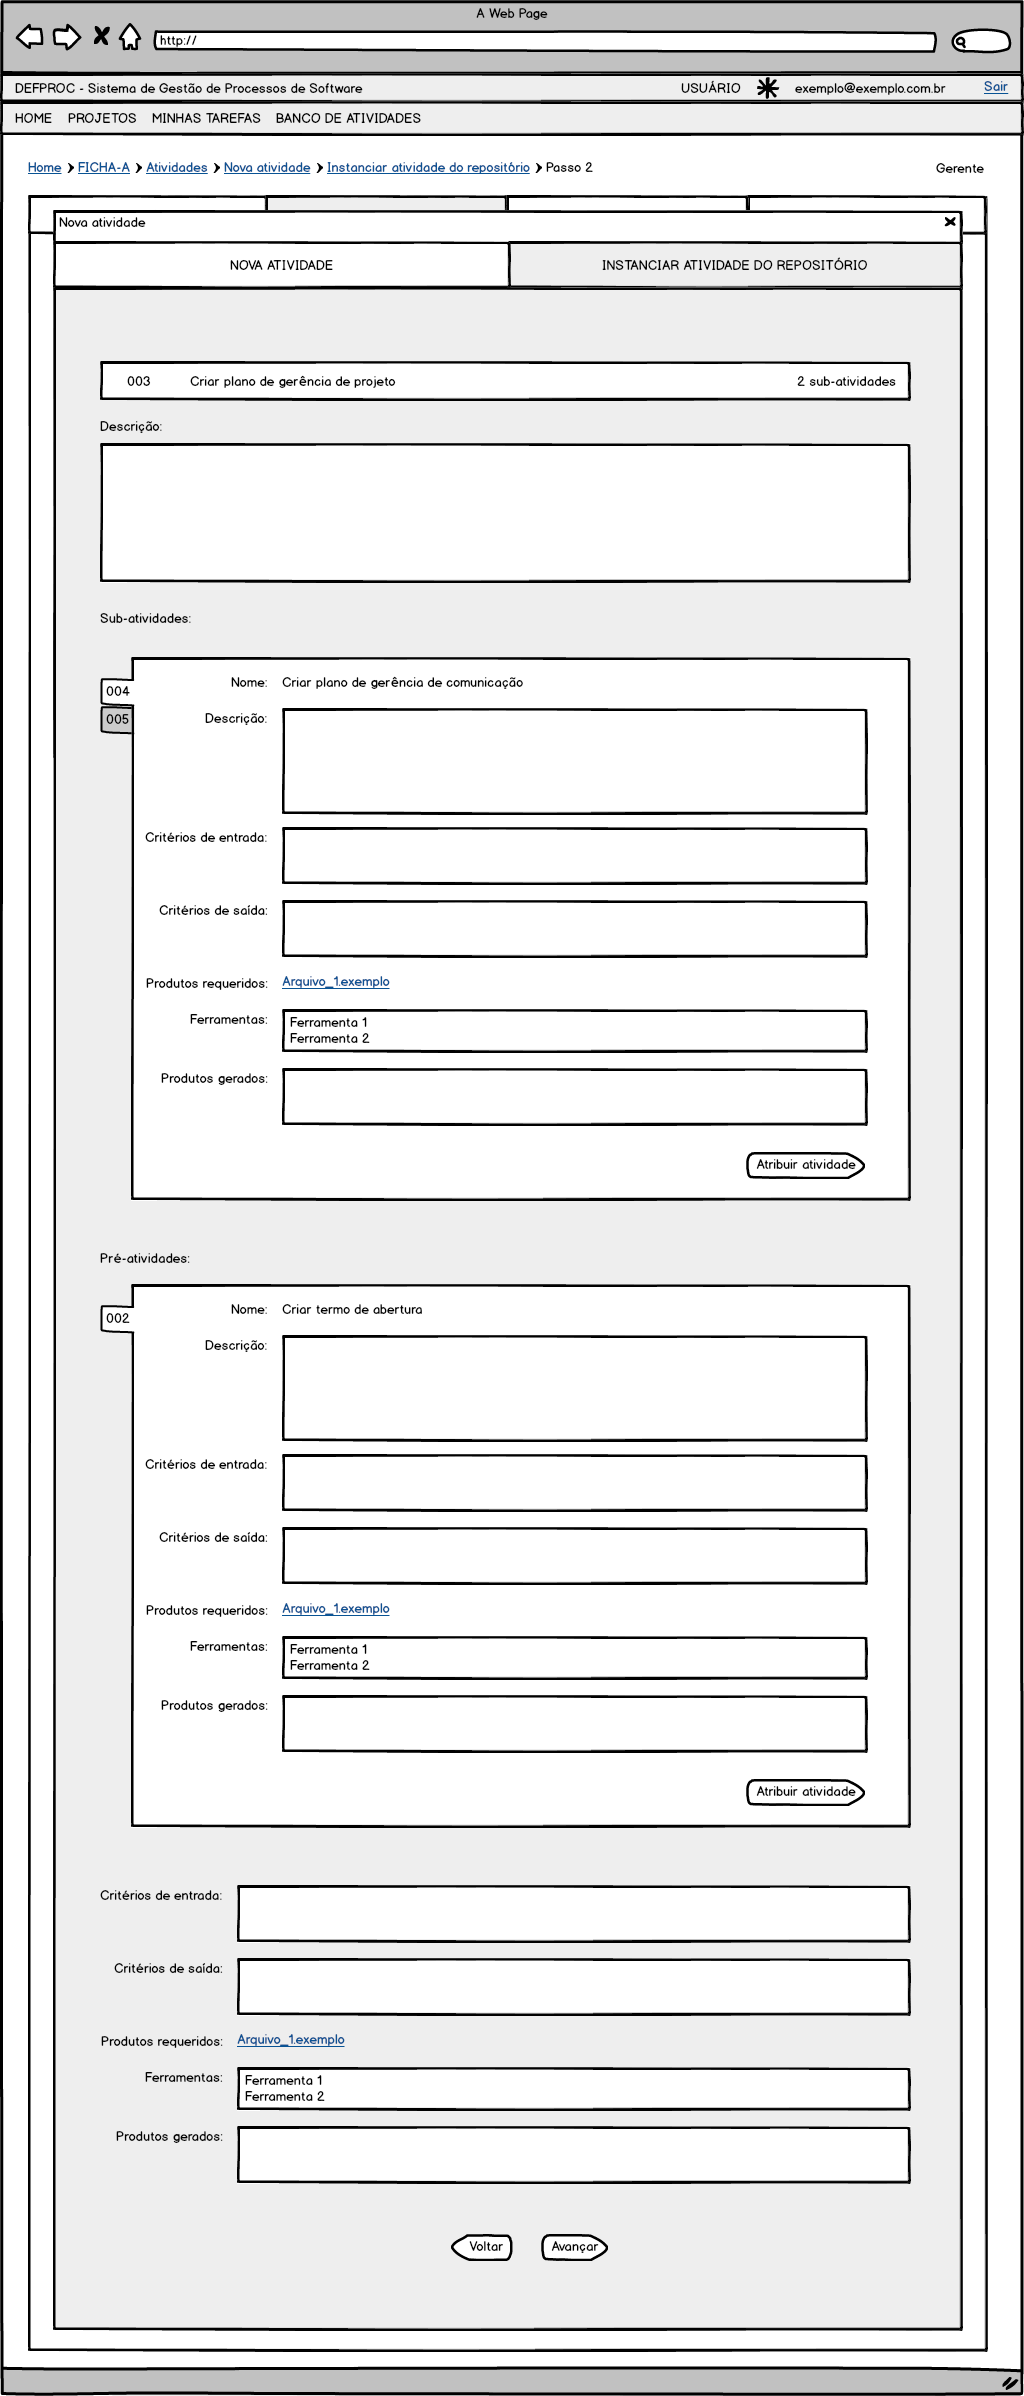 A Web Page
http://
DEFPROC - Sistema de Gestão de Processos de Software USUÁRIO exemplo@exemplo.com.br Sair
HOME PROJETOS MINHAS TAREFAS BANCO DE ATIVIDADES
Home FICHA-A Atividades Nova atividade Instanciar atividade do repositório Passo 2 Gerente
Nova atividade
NOVA ATIVIDADE INSTANCIAR ATIVIDADE DO REPOSITÓRIO
003 Criar plano de gerência de projeto 2 sub-atividades
Descrição:
Sub-atividades:
Nome: Criar plano de gerência de comunicação
004
005
Descrição:
Critérios de entrada:
Critérios de saída:
Produtos requeridos: Arquivo_1.exemplo
Ferramentas: Ferramenta 1
Ferramenta 2
Produtos gerados:
Atribuir atividade
Pré-atividades:
Nome: Criar termo de abertura
002
Descrição:
Critérios de entrada:
Critérios de saída:
Produtos requeridos: Arquivo_1.exemplo
Ferramentas: Ferramenta 1
Ferramenta 2
Produtos gerados:
Atribuir atividade
Critérios de entrada:
Critérios de saída:
Produtos requeridos: Arquivo_1.exemplo
Ferramentas: Ferramenta 1
Ferramenta 2
Produtos gerados:
Voltar Avançar